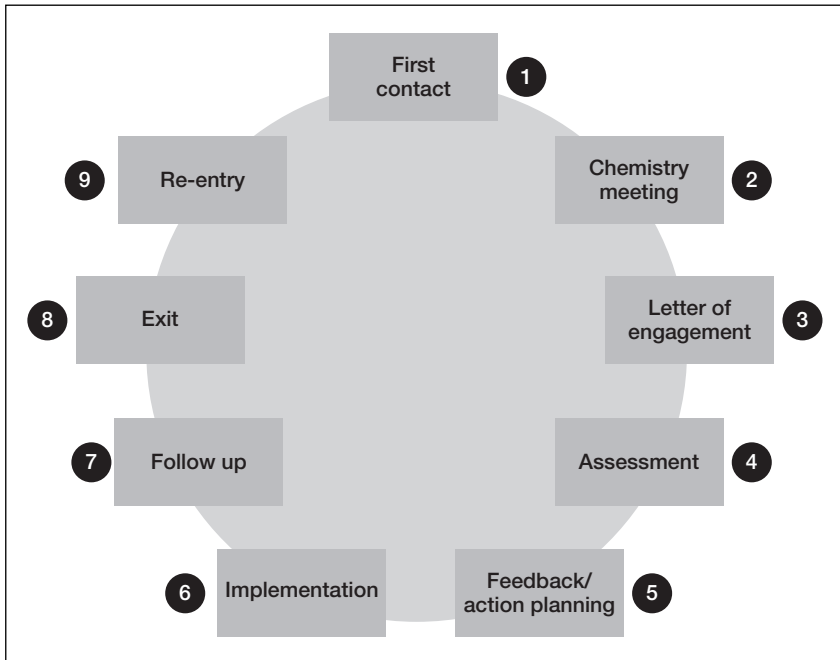 First
contact
1
Chemistry
meeting
2
Letter of
engagement
3
Assessment
4
Feedback/
action planning
5
Implementation
6
Follow up
7
Exit
8
Re-entry
9